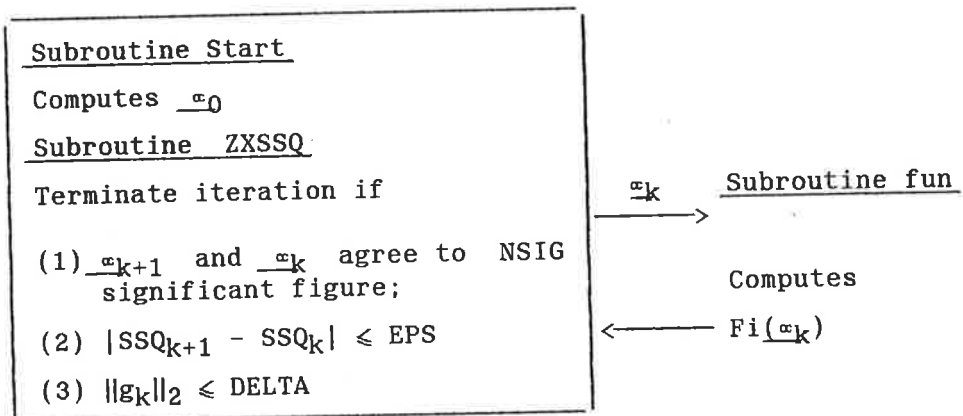 Subroutine Start
Computes α0
Subroutine ZXSSQ
Terminate iteration if
(1) αk+1 and αk agree to NSIG
significant figure;
(2) |SSQk+1 - SSQk| ⩽ EPS
(3) ||gk||2 ⩽ DELTA
αk
Subroutine fun
Computes
Fi(αk)